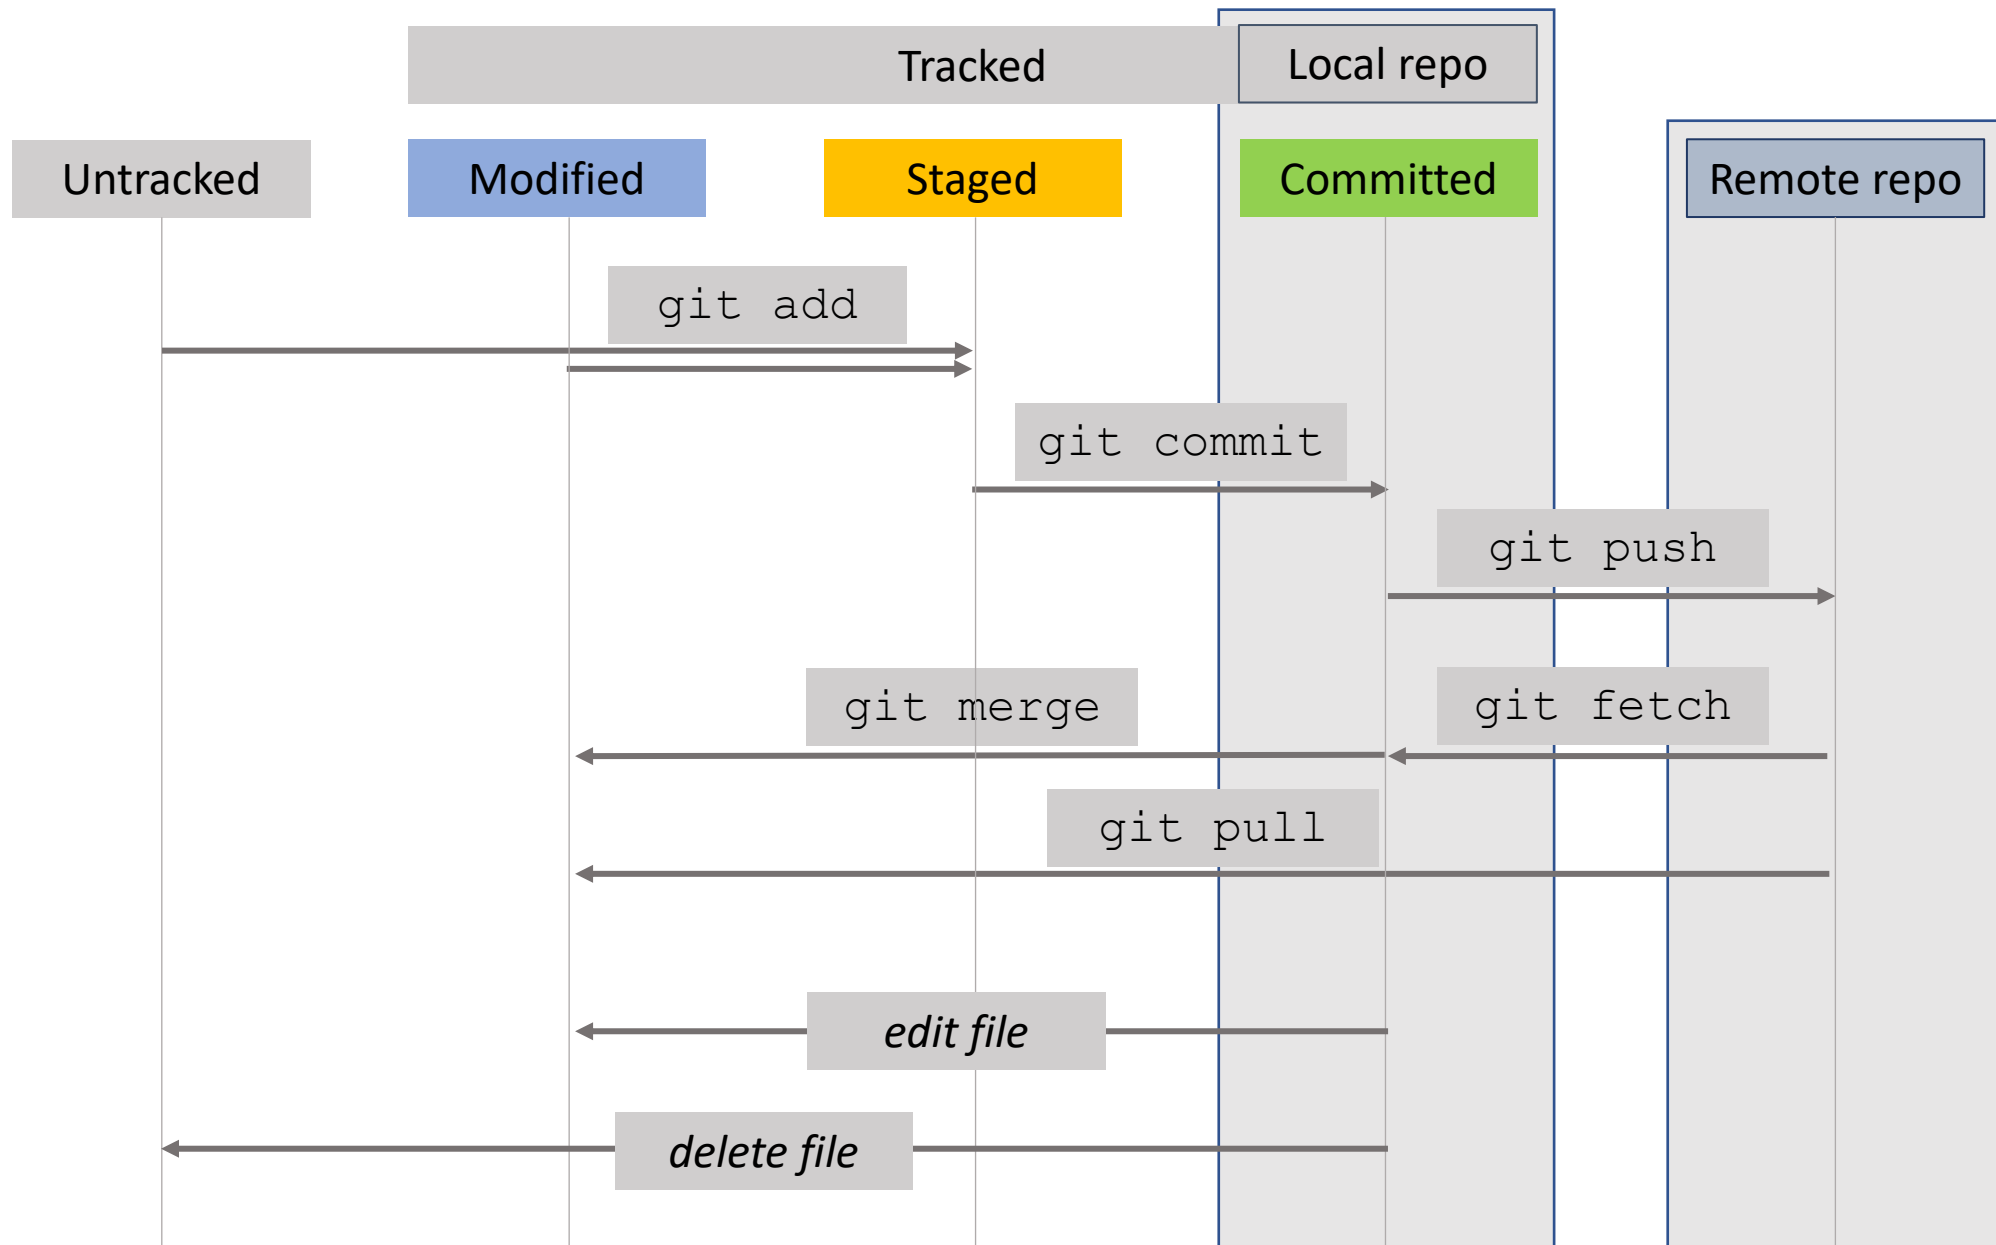 Tracked
Local repo
Untracked
Modified
Staged
Committed
Remote repo
git add
git commit
git push
git merge
git fetch
git pull
edit file
delete file